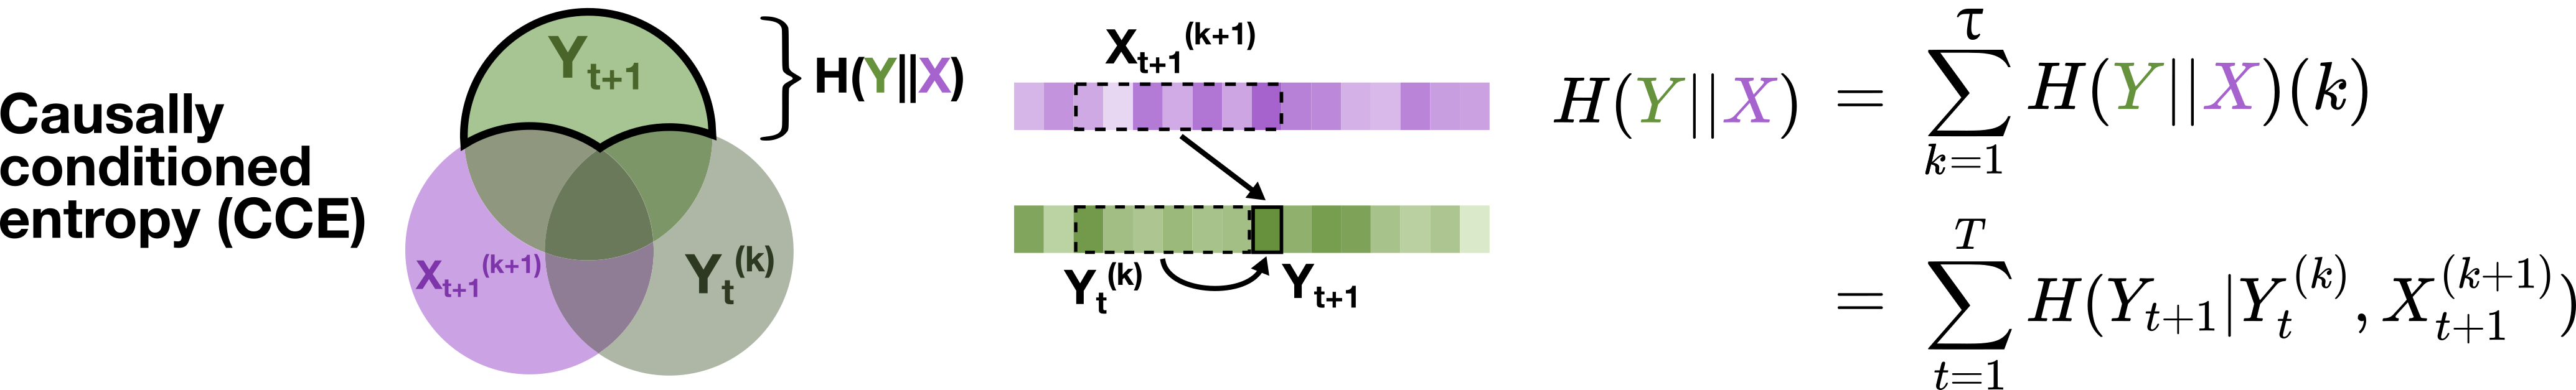 Causally
conditioned
entropy (CCE)
Y_{t+1}
X_{t+1}^{(k+1)}
Y_t^{(k)}
H(Y||X)
X_{t+1}^{(k+1)}
Y_t^{(k)}
Y_{t+1}
H(Y||X) = \sum_{k=1}^{τ} H(Y||X)(k)
= \sum_{t=1}^{T} H(Y_{t+1}|Y_t^{(k)}, X_{t+1}^{(k+1)})